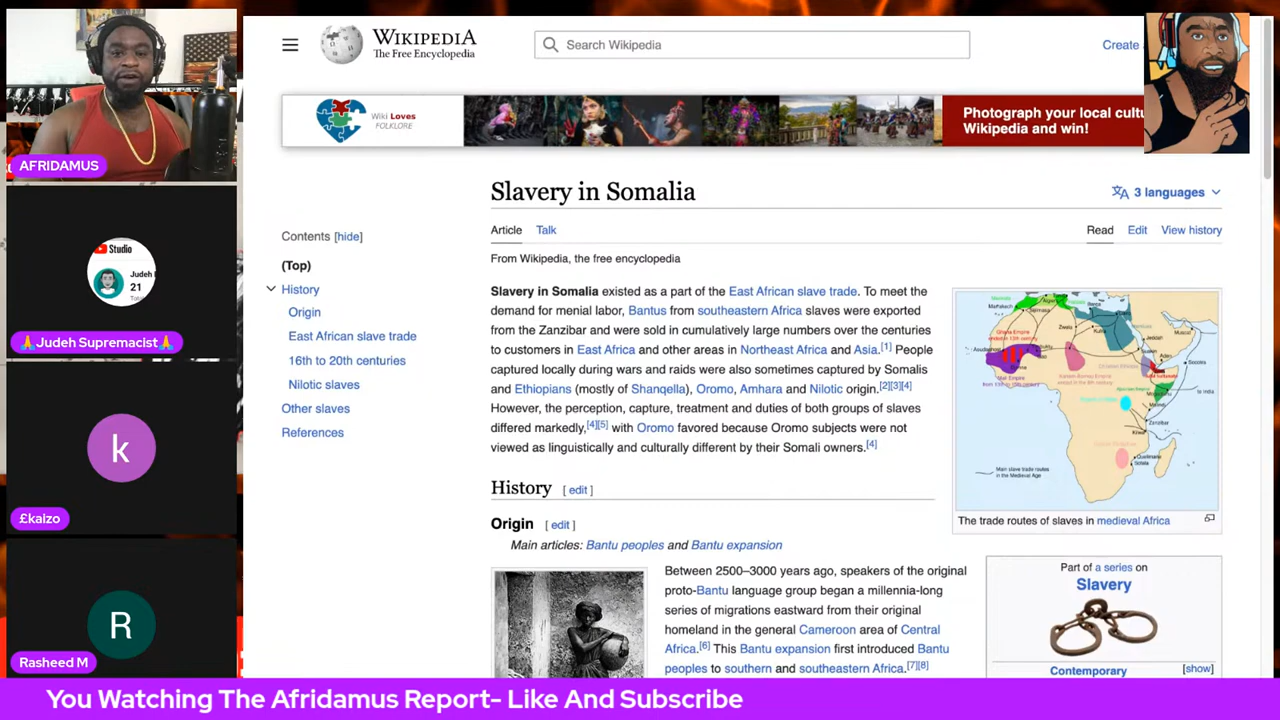 WIKIPEDIA
The Free Encyclopedia
Search Wikipedia
Create
Wiki Loves
FOLKLORE
Photograph your local
Wikipedia and win!
AFRIDAMUS
Studio
Judeh
21
🙏Judeh Supremacist🙏
k
£kaizo
R
Rasheed M
Contents [hide]
(Top)
History
Origin
East African slave trade
16th to 20th centuries
Nilotic slaves
Other slaves
References
Slavery in Somalia
3 languages
Article Talk
Read Edit View history
From Wikipedia, the free encyclopedia
Slavery in Somalia existed as a part of the East African slave trade. To meet the
demand for menial labor, Bantus from southeastern Africa slaves were exported
from the Zanzibar and were sold in cumulatively large numbers over the centuries
to customers in East Africa and other areas in Northeast Africa and Asia.[1] People
captured locally during wars and raids were also sometimes captured by Somalis
and Ethiopians (mostly of Shanqella), Oromo, Amhara and Nilotic origin.[2][3][4]
However, the perception, capture, treatment and duties of both groups of slaves
differed markedly,[4][5] with Oromo favored because Oromo subjects were not
viewed as linguistically and culturally different by their Somali owners.[4]
Main slave trade routes
in the Medieval Age
Zanzibar
to India
The trade routes of slaves in medieval Africa
History [ edit ]
Origin [ edit ]
Main articles: Bantu peoples and Bantu expansion
Between 2500–3000 years ago, speakers of the original
proto-Bantu language group began a millennia-long
series of migrations eastward from their original
homeland in the general Cameroon area of Central
Africa.[6] This Bantu expansion first introduced Bantu
peoples to southern and southeastern Africa.[7][8]
Part of a series on
Slavery
Contemporary [show]
You Watching The Afridamus Report- Like And Subscribe